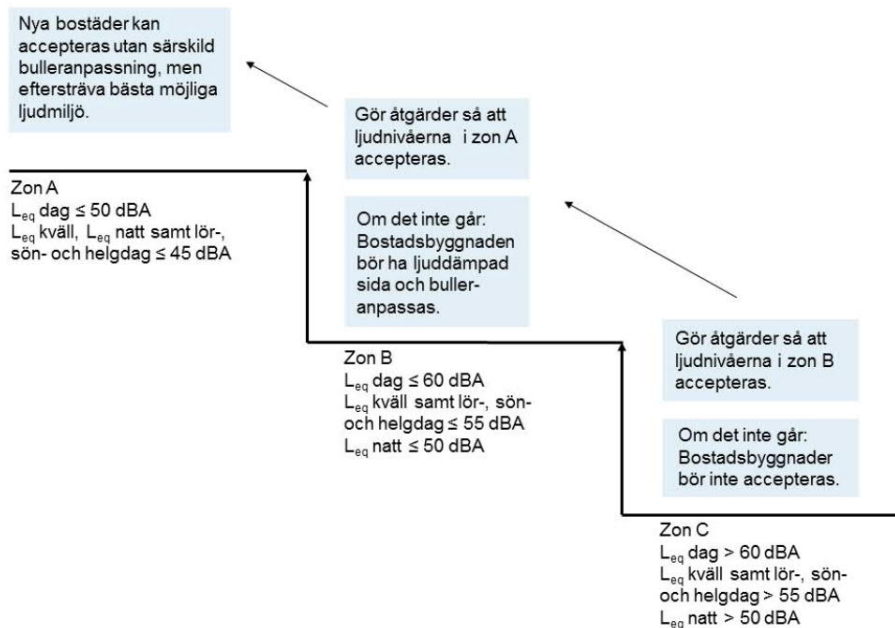 Nya bostäder kan
accepteras utan särskild
bulleranpassning, men
eftersträva bästa möjliga
ljudmiljö.
Zon A
Leq dag ≤ 50 dBA
Leq kväll, Leq natt samt lör-,
sön- och helgdag ≤ 45 dBA
Gör åtgärder så att
ljudnivåerna i zon A
accepteras.
Om det inte går:
Bostadsbyggnaden
bör ha ljuddämpad
sida och buller-
anpassas.
Zon B
Leq dag ≤ 60 dBA
Leq kväll samt lör-, sön-
och helgdag ≤ 55 dBA
Leq natt ≤ 50 dBA
Gör åtgärder så att
ljudnivåerna i zon B
accepteras.
Om det inte går:
Bostadsbyggnader
bör inte accepteras.
Zon C
Leq dag > 60 dBA
Leq kväll samt lör-, sön-
och helgdag > 55 dBA
Leq natt > 50 dBA